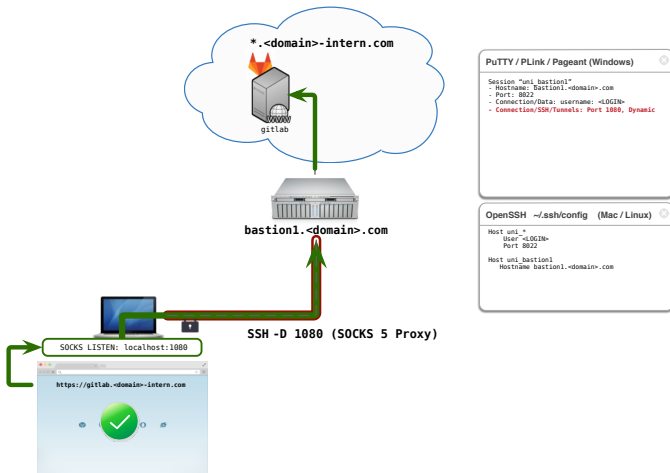 *.<domain>-intern.com
WWW
gitlab
bastion1.<domain>.com
SSH -D 1080 (SOCKS 5 Proxy)
SOCKS LISTEN: localhost:1080
https://gitlab.<domain>-intern.com
PuTTY / PLink / Pageant (Windows)
Session “uni_bastion1”
- Hostname: Bastion1.<domain>.com
- Port: 8022
- Connection/Data: username: <LOGIN>
- Connection/SSH/Tunnels: Port 1080, Dynamic
OpenSSH ~/.ssh/config (Mac / Linux)
Host uni_*
User <LOGIN>
Port 8022
Host uni_bastion1
Hostname bastion1.<domain>.com